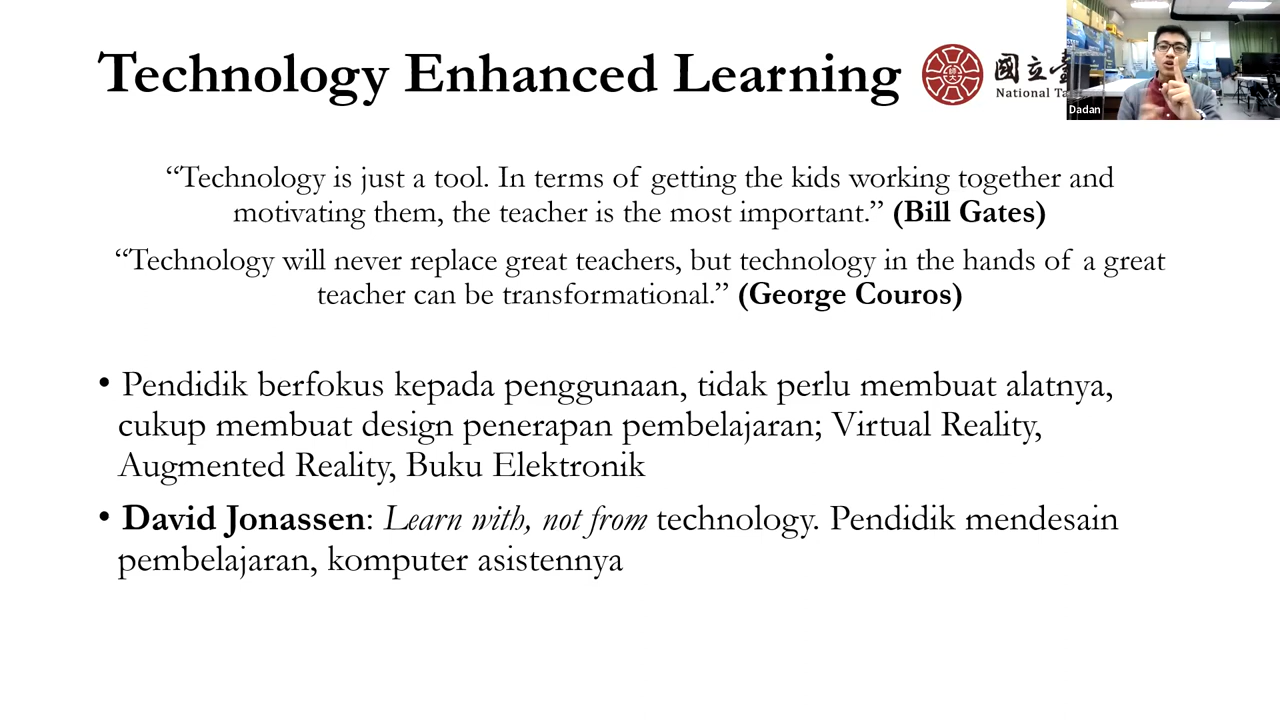 Technology Enhanced Learning
國立臺
National Ta
Dadan
“Technology is just a tool. In terms of getting the kids working together and
motivating them, the teacher is the most important.” (Bill Gates)
“Technology will never replace great teachers, but technology in the hands of a great
teacher can be transformational.” (George Couros)
• Pendidik berfokus kepada penggunaan, tidak perlu membuat alatnya,
cukup membuat design penerapan pembelajaran; Virtual Reality,
Augmented Reality, Buku Elektronik
• David Jonassen: Learn with, not from technology. Pendidik mendesain
pembelajaran, komputer asistennya